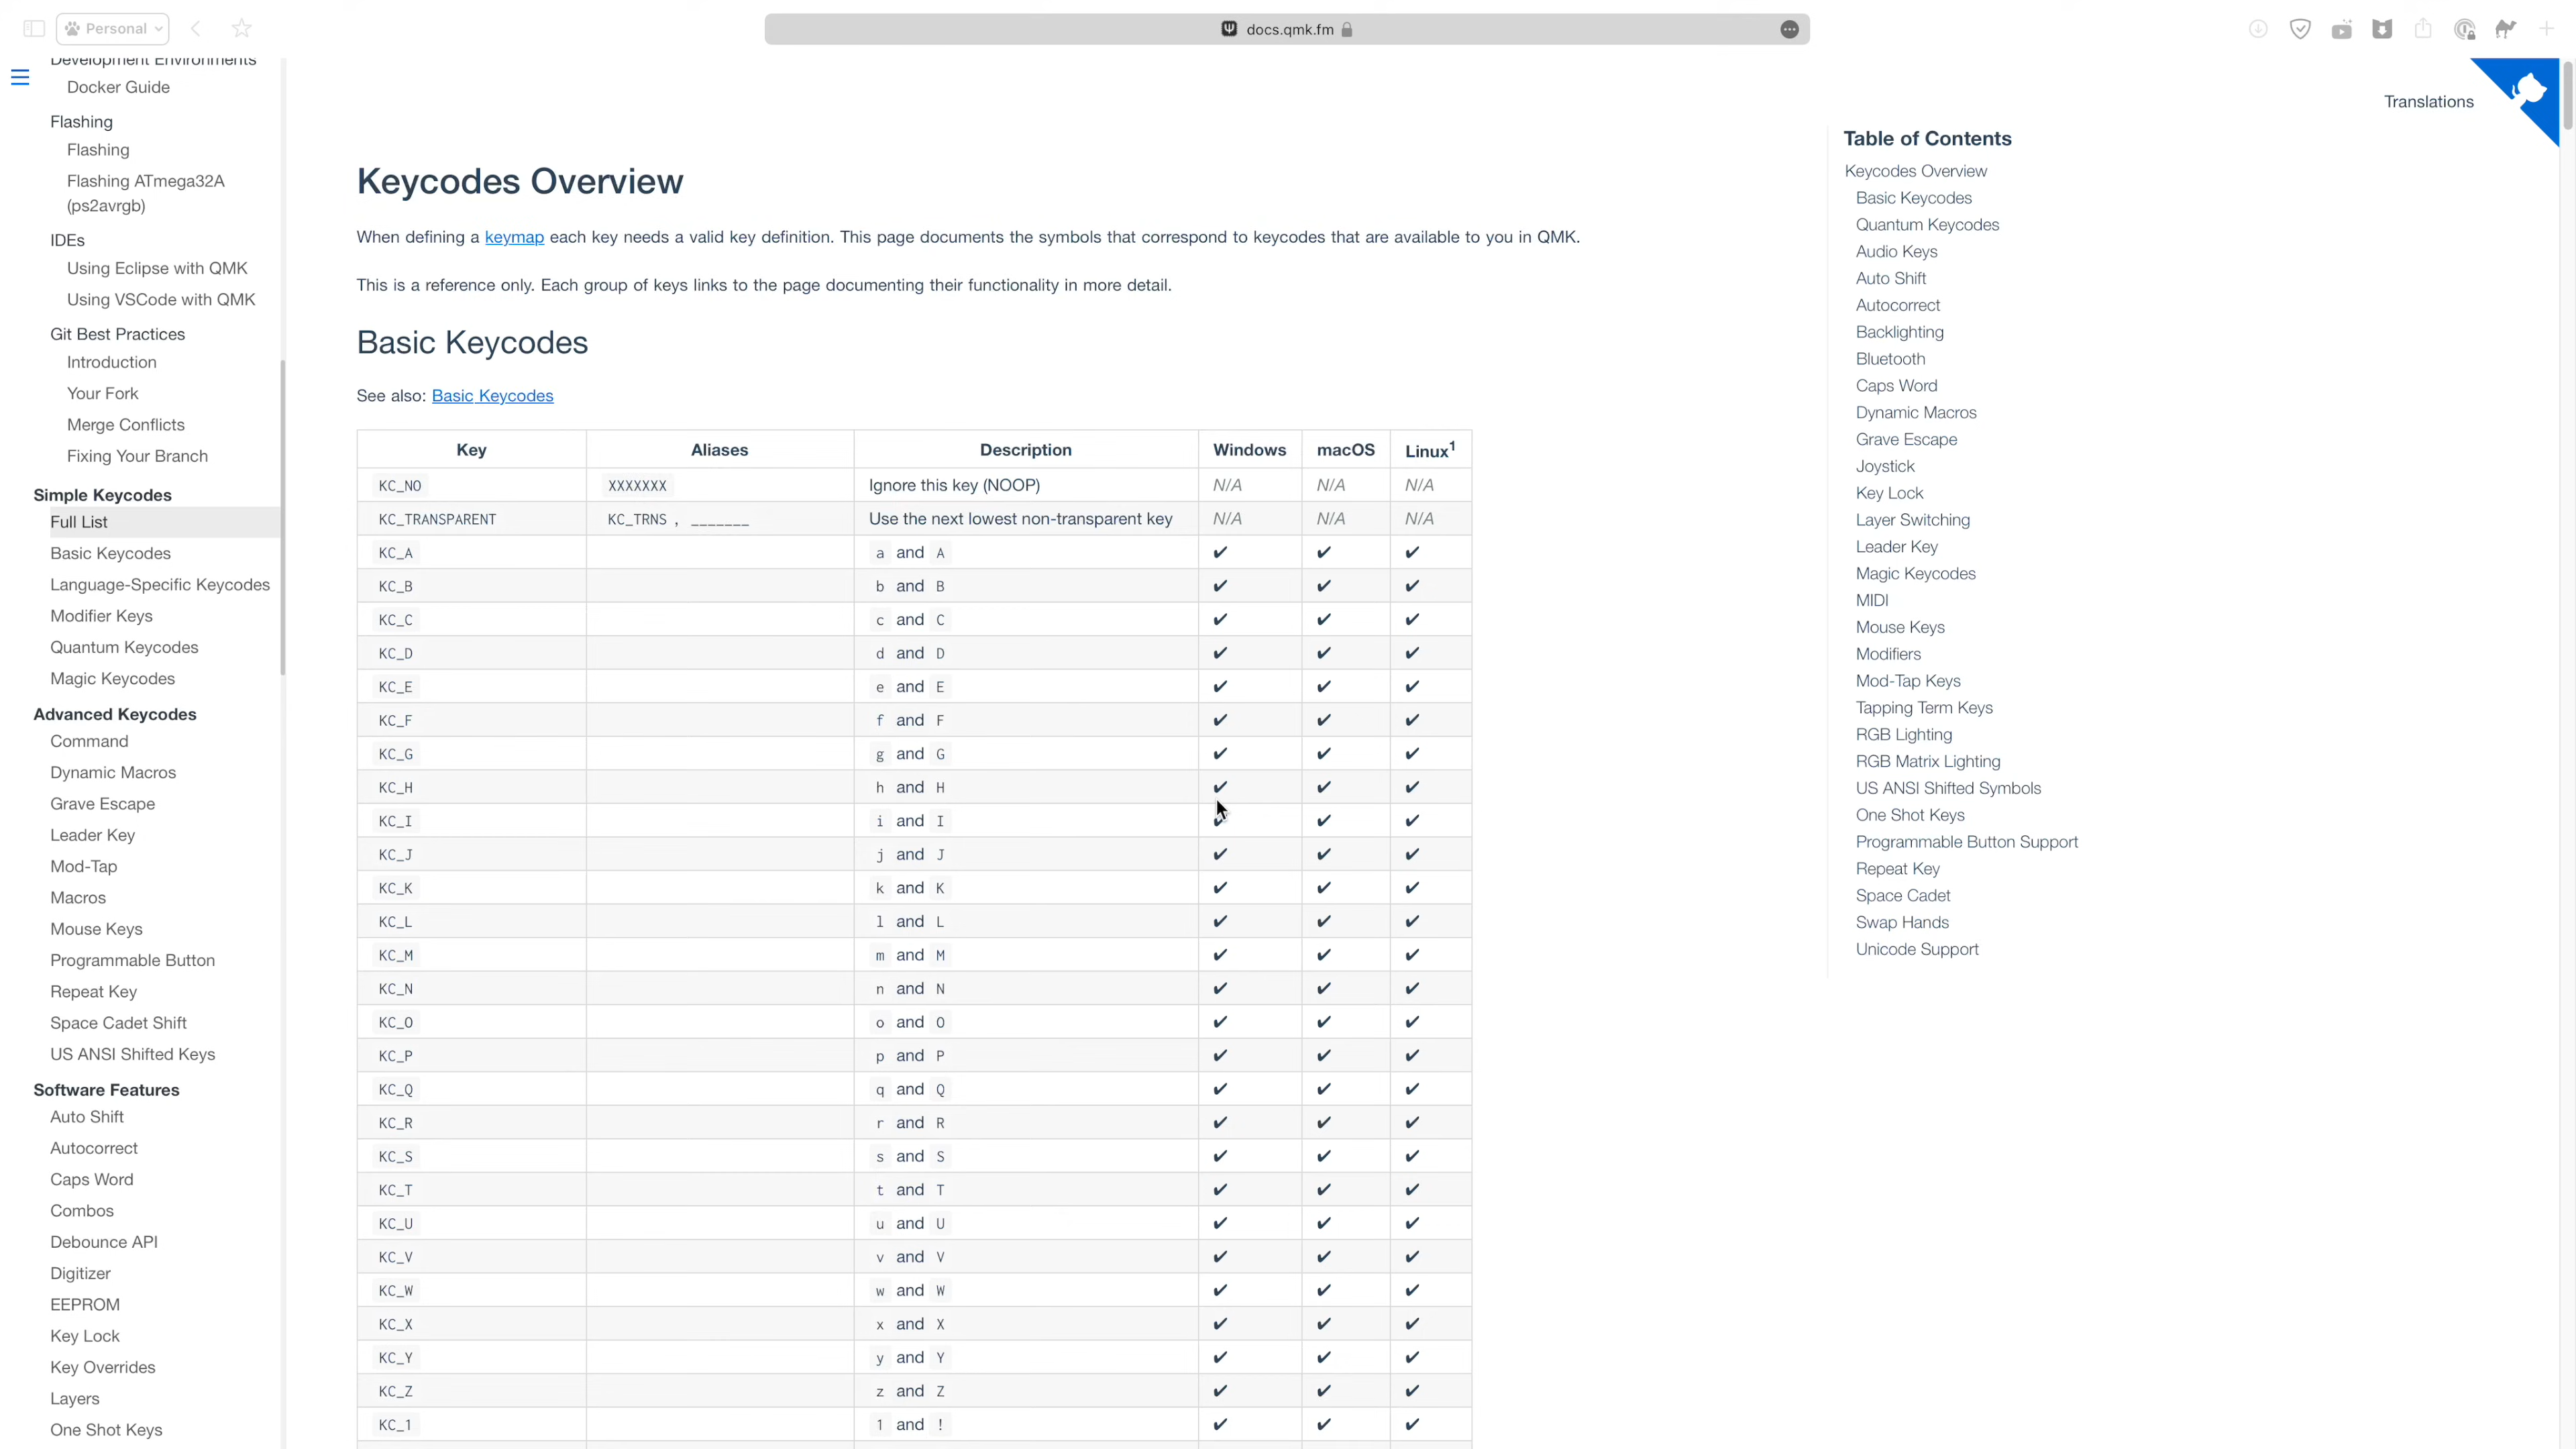 Personal
docs.qmk.fm
Development Environments
Docker Guide
Flashing
Flashing
Flashing ATmega32A
(ps2avrgb)
IDEs
Using Eclipse with QMK
Using VSCode with QMK
Git Best Practices
Introduction
Your Fork
Merge Conflicts
Fixing Your Branch
Simple Keycodes
Full List
Basic Keycodes
Language-Specific Keycodes
Modifier Keys
Quantum Keycodes
Magic Keycodes
Advanced Keycodes
Command
Dynamic Macros
Grave Escape
Leader Key
Mod-Tap
Macros
Mouse Keys
Programmable Button
Repeat Key
Space Cadet Shift
US ANSI Shifted Keys
Software Features
Auto Shift
Autocorrect
Caps Word
Combos
Debounce API
Digitizer
EEPROM
Key Lock
Key Overrides
Layers
One Shot Keys
Keycodes Overview
When defining a keymap each key needs a valid key definition. This page documents the symbols that correspond to keycodes that are available to you in QMK.
This is a reference only. Each group of keys links to the page documenting their functionality in more detail.
Basic Keycodes
See also: Basic Keycodes
Key Aliases Description Windows macOS Linux1
KC_NO XXXXXXX Ignore this key (NOOP) N/A N/A N/A
KC_TRANSPARENT KC_TRNS , _______ Use the next lowest non-transparent key N/A N/A N/A
KC_A a and A ✔ ✔ ✔
KC_B b and B ✔ ✔ ✔
KC_C c and C ✔ ✔ ✔
KC_D d and D ✔ ✔ ✔
KC_E e and E ✔ ✔ ✔
KC_F f and F ✔ ✔ ✔
KC_G g and G ✔ ✔ ✔
KC_H h and H ✔ ✔ ✔
KC_I i and I ✔ ✔ ✔
KC_J j and J ✔ ✔ ✔
KC_K k and K ✔ ✔ ✔
KC_L l and L ✔ ✔ ✔
KC_M m and M ✔ ✔ ✔
KC_N n and N ✔ ✔ ✔
KC_O o and O ✔ ✔ ✔
KC_P p and P ✔ ✔ ✔
KC_Q q and Q ✔ ✔ ✔
KC_R r and R ✔ ✔ ✔
KC_S s and S ✔ ✔ ✔
KC_T t and T ✔ ✔ ✔
KC_U u and U ✔ ✔ ✔
KC_V v and V ✔ ✔ ✔
KC_W w and W ✔ ✔ ✔
KC_X x and X ✔ ✔ ✔
KC_Y y and Y ✔ ✔ ✔
KC_Z z and Z ✔ ✔ ✔
KC_1 1 and ! ✔ ✔ ✔
Translations
Table of Contents
Keycodes Overview
Basic Keycodes
Quantum Keycodes
Audio Keys
Auto Shift
Autocorrect
Backlighting
Bluetooth
Caps Word
Dynamic Macros
Grave Escape
Joystick
Key Lock
Layer Switching
Leader Key
Magic Keycodes
MIDI
Mouse Keys
Modifiers
Mod-Tap Keys
Tapping Term Keys
RGB Lighting
RGB Matrix Lighting
US ANSI Shifted Symbols
One Shot Keys
Programmable Button Support
Repeat Key
Space Cadet
Swap Hands
Unicode Support